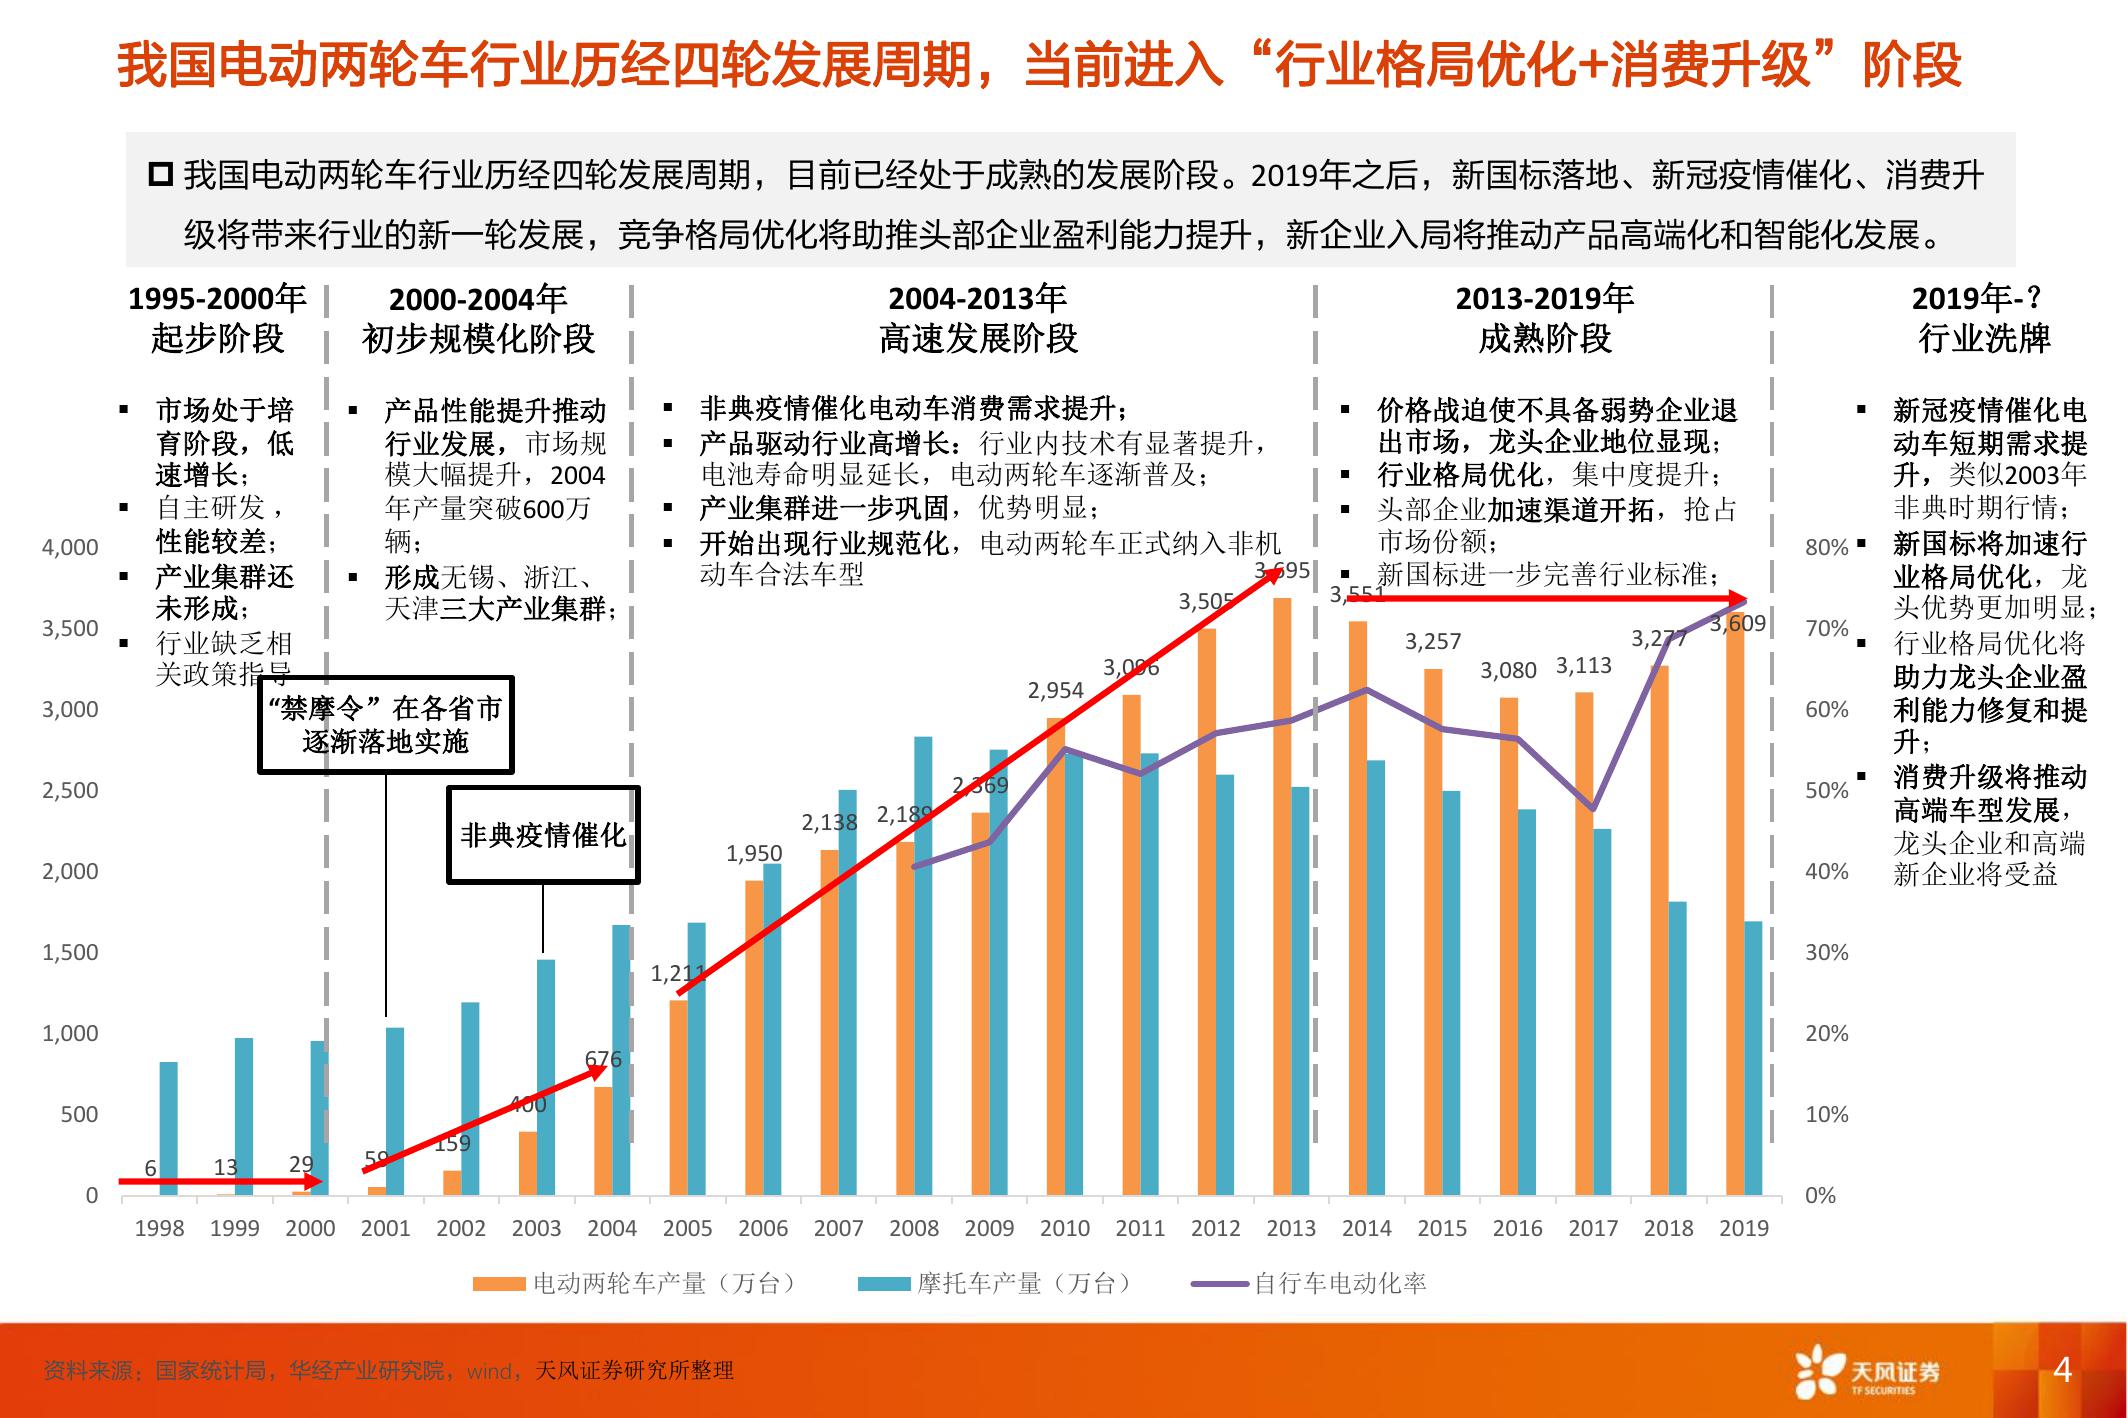 我国电动两轮车行业历经四轮发展周期，当前进入“行业格局优化+消费升级”阶段
我国电动两轮车行业历经四轮发展周期，目前已经处于成熟的发展阶段。2019年之后，新国标落地、新冠疫情催化、消费升
级将带来行业的新一轮发展，竞争格局优化将助推头部企业盈利能力提升，新企业入局将推动产品高端化和智能化发展。
1995-2000年
起步阶段
▪ 市场处于培
育阶段，低
速增长；
▪ 自主研发，
性能较差；
▪ 产业集群还
未形成；
▪ 行业缺乏相
关政策指导
2000-2004年
初步规模化阶段
▪ 产品性能提升推动
行业发展，市场规
模大幅提升，2004
年产量突破600万
辆；
▪ 形成无锡、浙江、
天津三大产业集群；
2004-2013年
高速发展阶段
▪ 非典疫情催化电动车消费需求提升；
▪ 产品驱动行业高增长：行业内技术有显著提升，
电池寿命明显延长，电动两轮车逐渐普及；
▪ 产业集群进一步巩固，优势明显；
▪ 开始出现行业规范化，电动两轮车正式纳入非机
动车合法车型
2013-2019年
成熟阶段
▪ 价格战迫使不具备弱势企业退
出市场，龙头企业地位显现；
▪ 行业格局优化，集中度提升；
▪ 头部企业加速渠道开拓，抢占
市场份额；
▪ 新国标进一步完善行业标准；
2019年-？
行业洗牌
▪ 新冠疫情催化电
动车短期需求提
升，类似2003年
非典时期行情；
▪ 新国标将加速行
业格局优化，龙
头优势更加明显；
▪ 行业格局优化将
助力龙头企业盈
利能力修复和提
升；
▪ 消费升级将推动
高端车型发展，
龙头企业和高端
新企业将受益
“禁摩令”在各省市
逐渐落地实施
非典疫情催化
4,000
3,500
3,000
2,500
2,000
1,500
1,000
500
0
80%
70%
60%
50%
40%
30%
20%
10%
0%
6
13
29
59
159
400
676
1,211
1,950
2,138
2,189
2,369
2,954
3,096
3,505
3,695
3,551
3,257
3,080
3,113
3,277
3,609
1998 1999 2000 2001 2002 2003 2004 2005 2006 2007 2008 2009 2010 2011 2012 2013 2014 2015 2016 2017 2018 2019
电动两轮车产量（万台） 摩托车产量（万台） 自行车电动化率
资料来源：国家统计局，华经产业研究院，wind，天风证券研究所整理
天风证券
TF SECURITIES
4